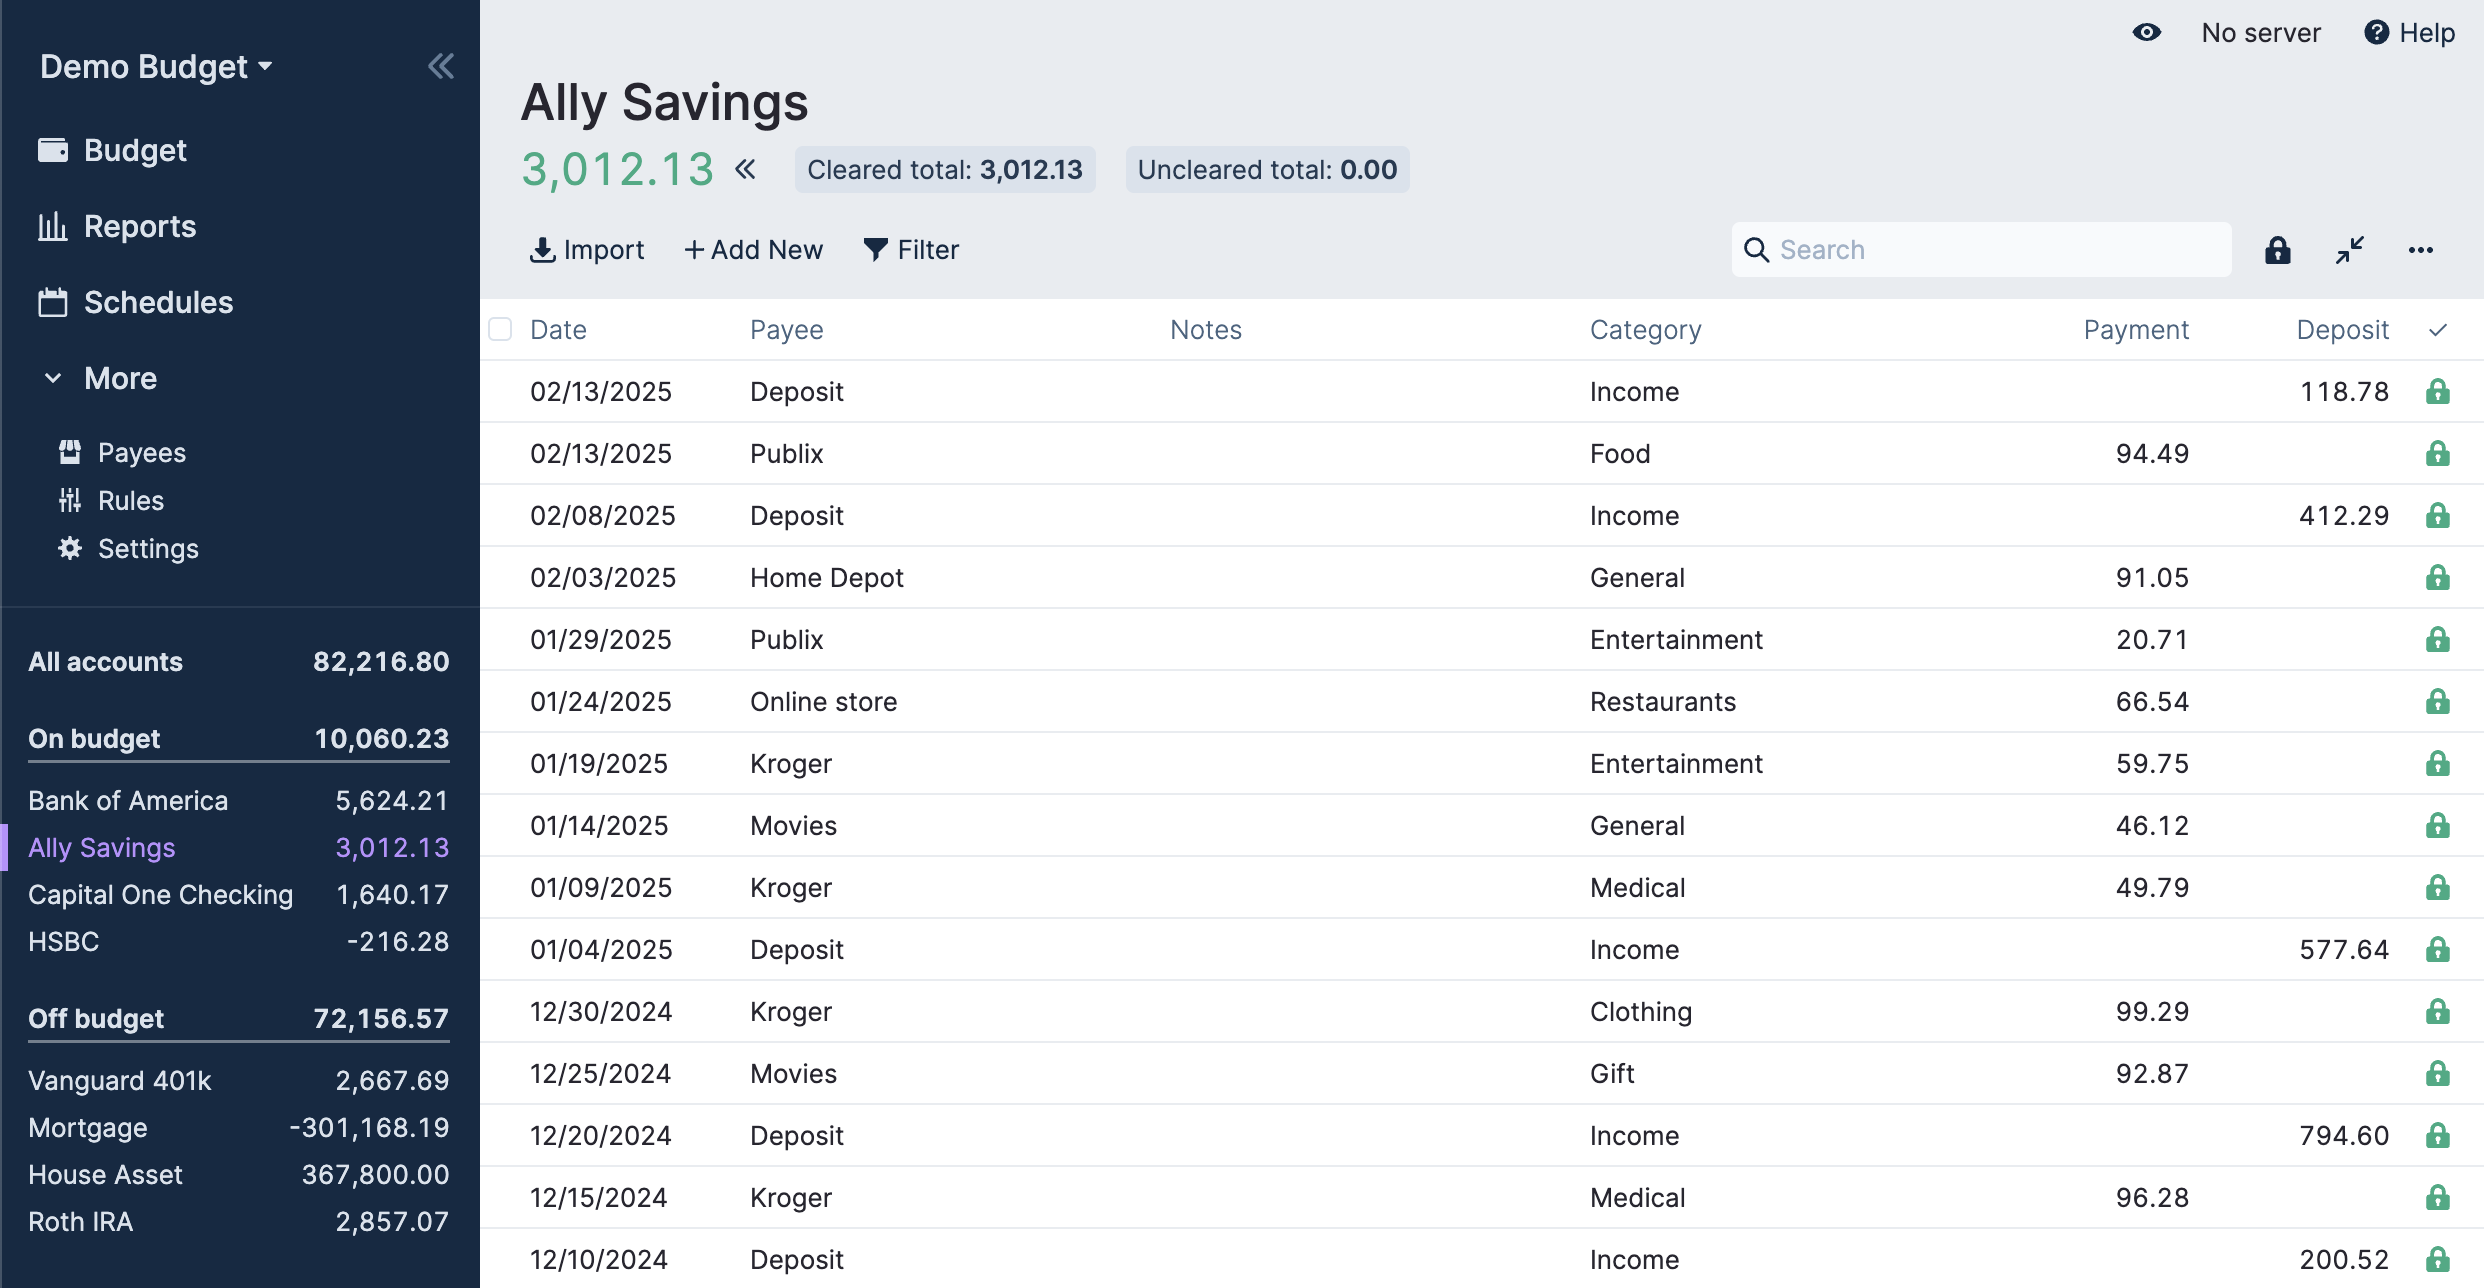 Demo Budget
Budget
Reports
Schedules
More
Payees
Rules
Settings
All accounts 82,216.80
On budget 10,060.23
Bank of America 5,624.21
Ally Savings 3,012.13
Capital One Checking 1,640.17
HSBC -216.28
Off budget 72,156.57
Vanguard 401k 2,667.69
Mortgage -301,168.19
House Asset 367,800.00
Roth IRA 2,857.07
No server Help
Ally Savings
3,012.13 Cleared total: 3,012.13 Uncleared total: 0.00
Import Add New Filter Search
Date Payee Notes Category Payment Deposit
02/13/2025 Deposit Income 118.78
02/13/2025 Publix Food 94.49
02/08/2025 Deposit Income 412.29
02/03/2025 Home Depot General 91.05
01/29/2025 Publix Entertainment 20.71
01/24/2025 Online store Restaurants 66.54
01/19/2025 Kroger Entertainment 59.75
01/14/2025 Movies General 46.12
01/09/2025 Kroger Medical 49.79
01/04/2025 Deposit Income 577.64
12/30/2024 Kroger Clothing 99.29
12/25/2024 Movies Gift 92.87
12/20/2024 Deposit Income 794.60
12/15/2024 Kroger Medical 96.28
12/10/2024 Deposit Income 200.52